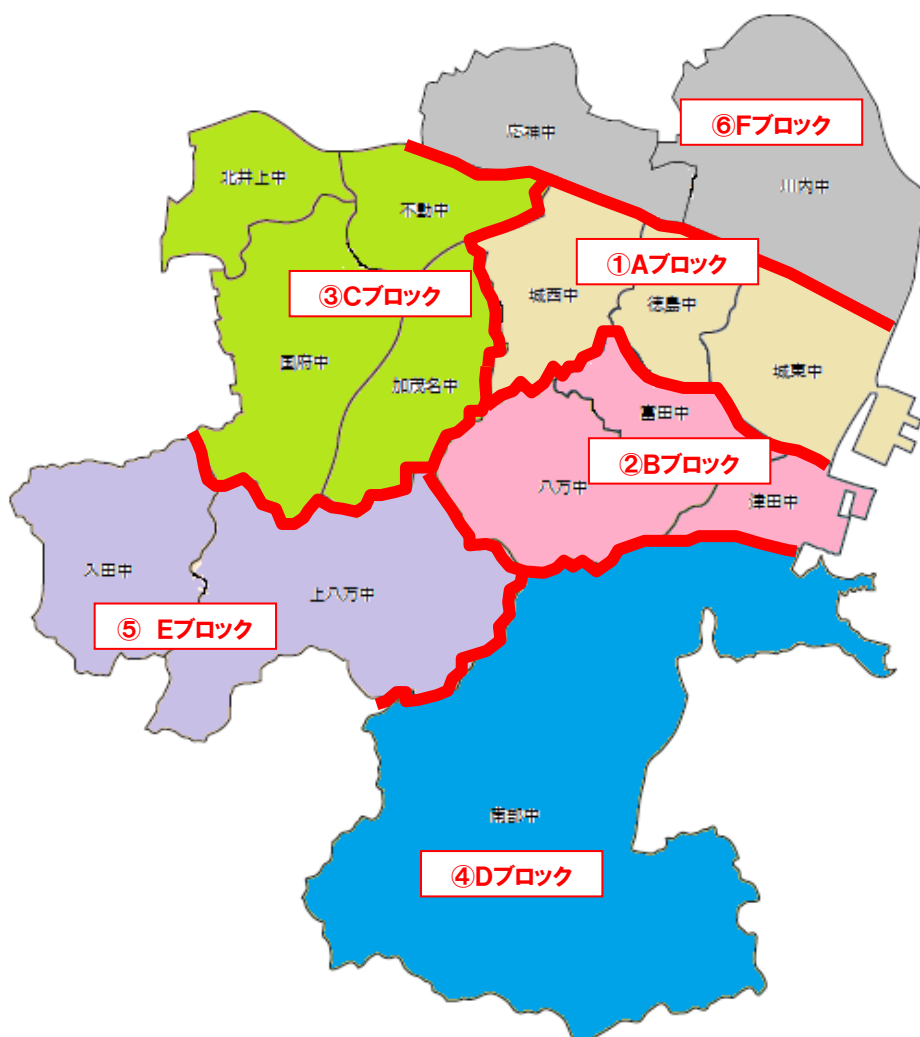 応神中
⑥Fブロック
川内中
北井上中
不動中
①Aブロック
③Cブロック
城西中
徳島中
国府中
加茂名中
城東中
富田中
②Bブロック
八万中
津田中
入田中
上八万中
⑤ Eブロック
南部中
④Dブロック